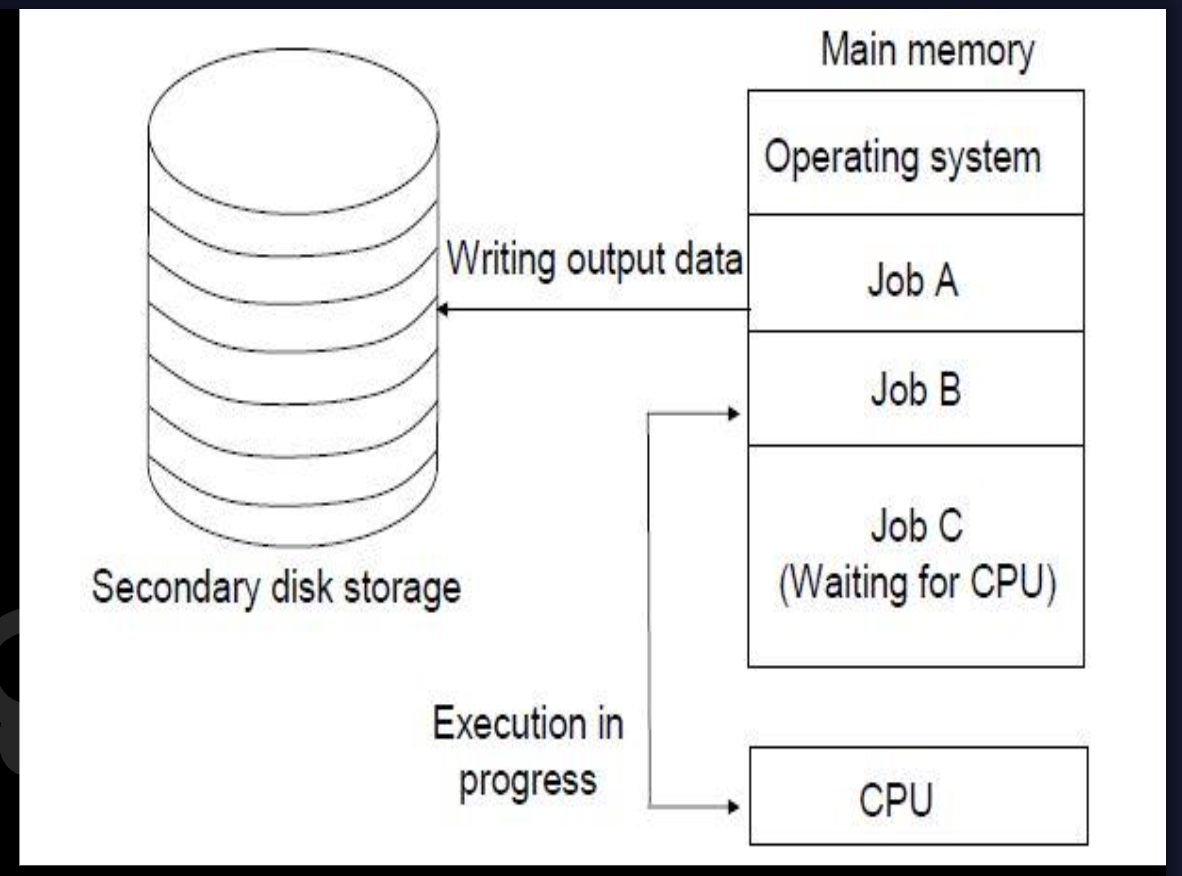 Main memory
Operating system
Writing output data
Job A
Job B
Job C
(Waiting for CPU)
Secondary disk storage
Execution in
progress
CPU